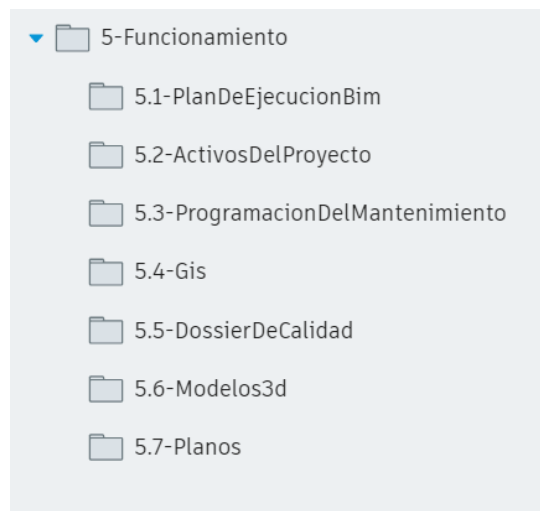 5-Funcionamiento
5.1-PlanDeEjecucionBim
5.2-ActivosDelProyecto
5.3-ProgramacionDelMantenimiento
5.4-Gis
5.5-DossierDeCalidad
5.6-Modelos3d
5.7-Planos